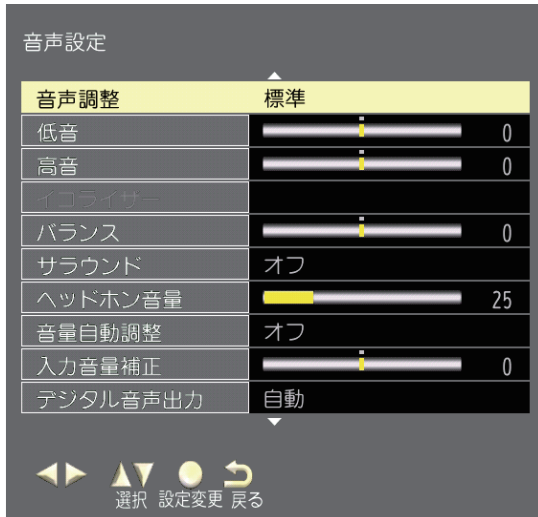 音声設定
音声調整 標準
低音 0
高音 0
イコライザー
バランス 0
サラウンド オフ
ヘッドホン音量 25
音量自動調整 オフ
入力音量補正 0
デジタル音声出力 自動
選択 設定変更 戻る